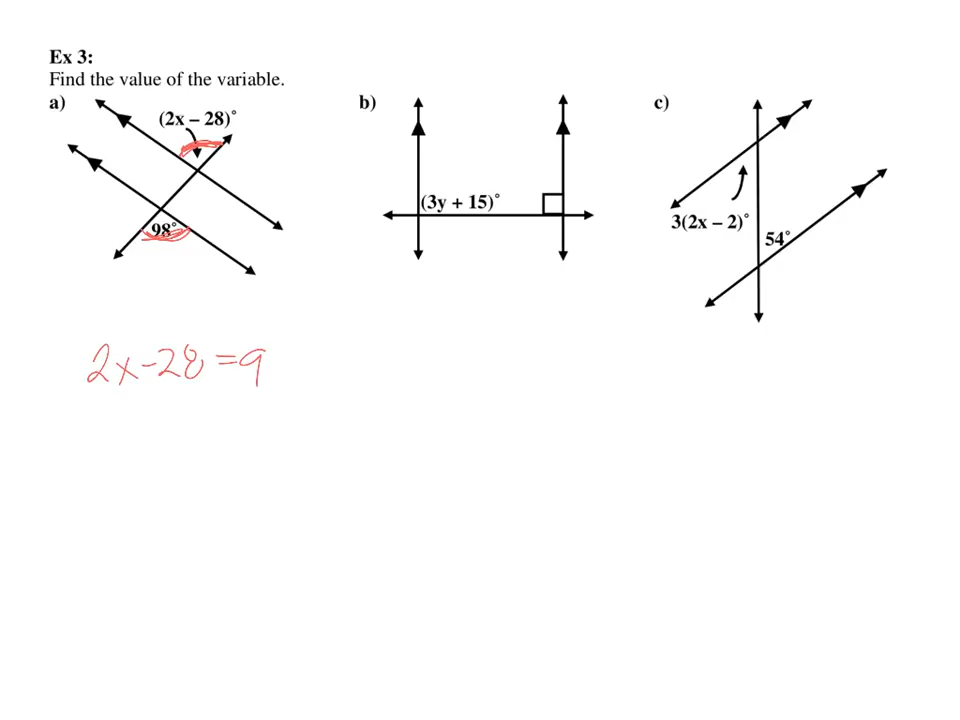 Ex 3:
Find the value of the variable.
a)
(2x – 28)°
98°
b)
(3y + 15)°
c)
3(2x – 2)°
54°
2x-28=9